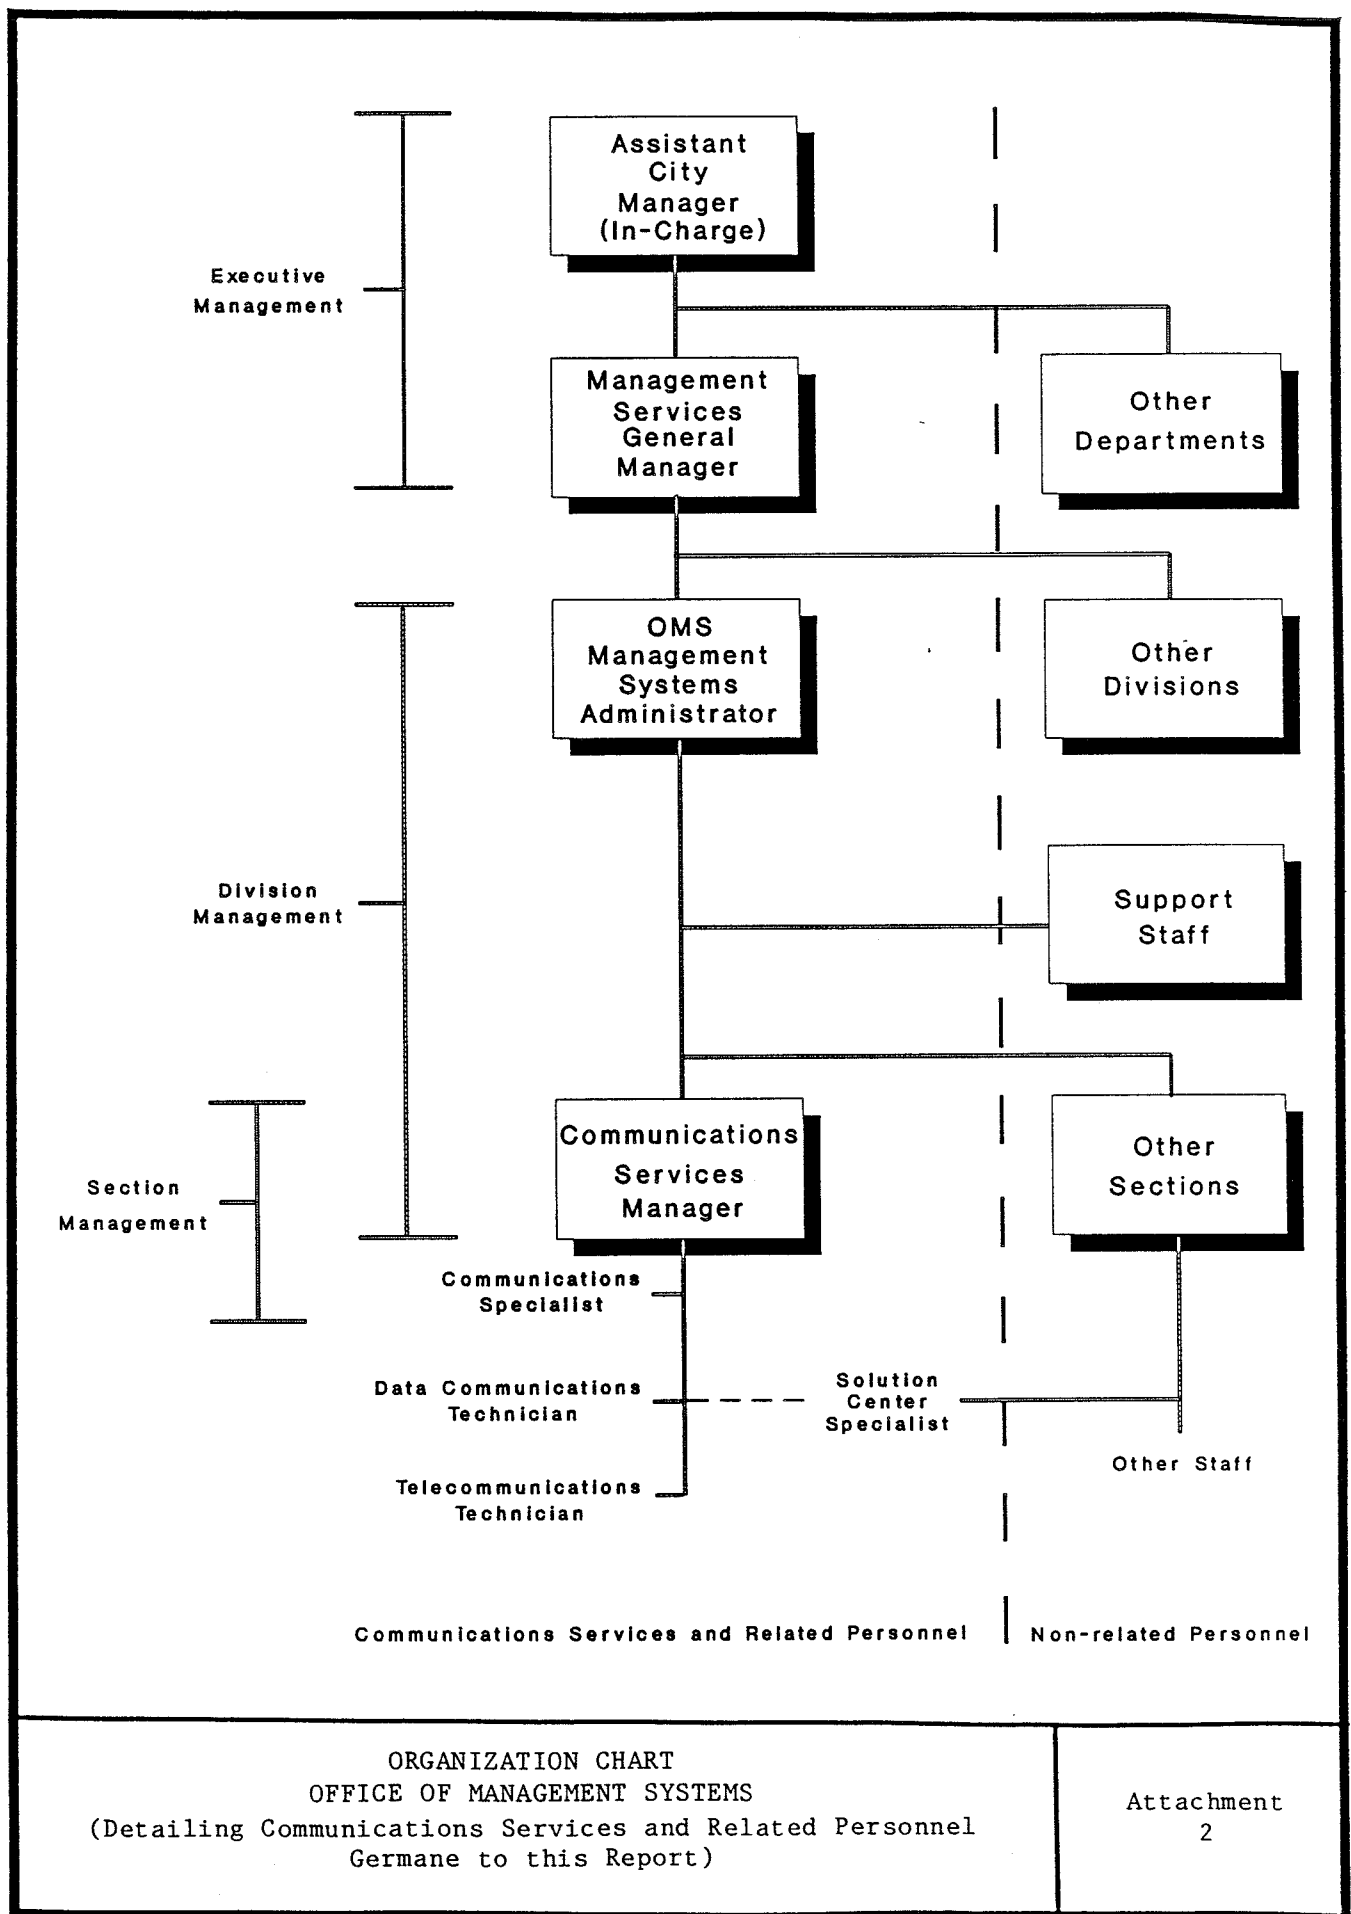 Assistant
City
Manager
(In-Charge)
Executive
Management
Management
Services
General
Manager
Other
Departments
OMS
Management
Systems
Administrator
Other
Divisions
Division
Management
Support
Staff
Communications
Services
Manager
Other
Sections
Section
Management
Communications
Specialist
Data Communications
Technician
Solution
Center
Specialist
Telecommunications
Technician
Other Staff
Communications Services and Related Personnel
Non-related Personnel
ORGANIZATION CHART
OFFICE OF MANAGEMENT SYSTEMS
(Detailing Communications Services and Related Personnel
Germane to this Report)
Attachment
2